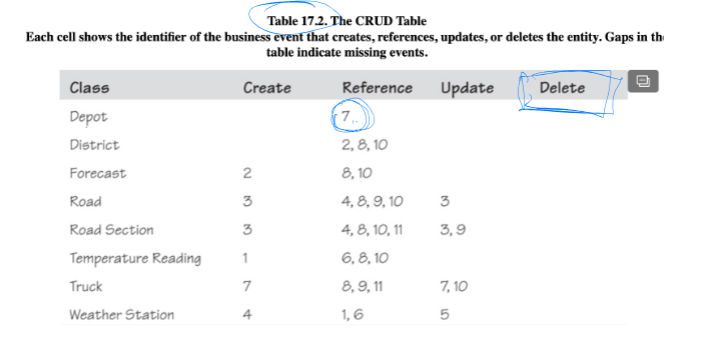 Table 17.2. The CRUD Table
Each cell shows the identifier of the business event that creates, references, updates, or deletes the entity. Gaps in the
table indicate missing events.
Class Create Reference Update Delete
Depot 7
District 2, 8, 10
Forecast 2 8, 10
Road 3 4, 8, 9, 10 3
Road Section 3 4, 8, 10, 11 3, 9
Temperature Reading 1 6, 8, 10
Truck 7 8, 9, 11 7, 10
Weather Station 4 1, 6 5